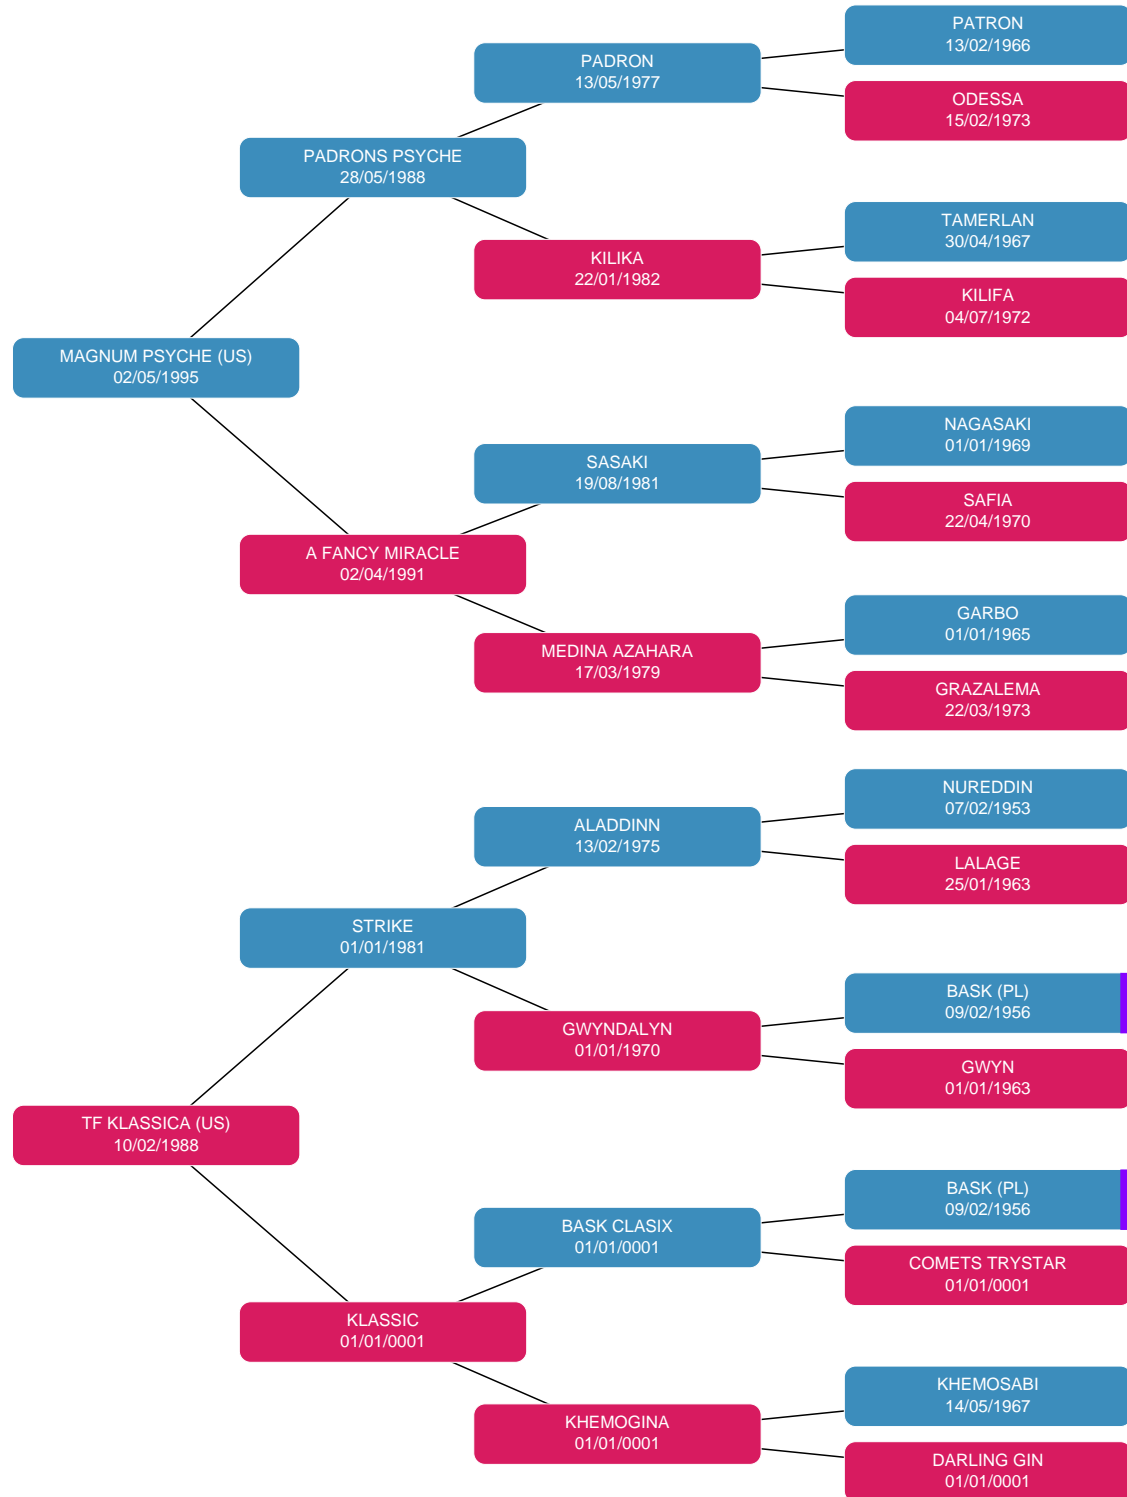 PATRON
13/02/1966
PADRON
13/05/1977
ODESSA
15/02/1973
PADRONS PSYCHE
28/05/1988
TAMERLAN
30/04/1967
KILIKA
22/01/1982
KILIFA
04/07/1972
MAGNUM PSYCHE (US)
02/05/1995
NAGASAKI
01/01/1969
SASAKI
19/08/1981
SAFIA
22/04/1970
A FANCY MIRACLE
02/04/1991
GARBO
01/01/1965
MEDINA AZAHARA
17/03/1979
GRAZALEMA
22/03/1973
NUREDDIN
07/02/1953
ALADDINN
13/02/1975
LALAGE
25/01/1963
STRIKE
01/01/1981
BASK (PL)
09/02/1956
GWYNDALYN
01/01/1970
GWYN
01/01/1963
TF KLASSICA (US)
10/02/1988
BASK (PL)
09/02/1956
BASK CLASIX
01/01/0001
COMETS TRYSTAR
01/01/0001
KLASSIC
01/01/0001
KHEMOSABI
14/05/1967
KHEMOGINA
01/01/0001
DARLING GIN
01/01/0001